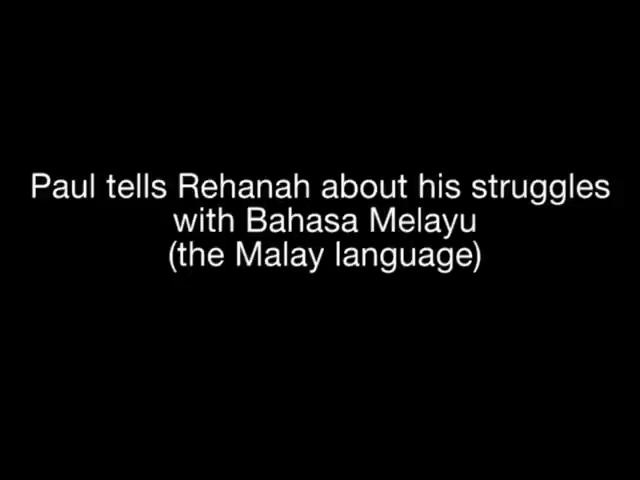 Paul tells Rehanah about his struggles
with Bahasa Melayu
(the Malay language)